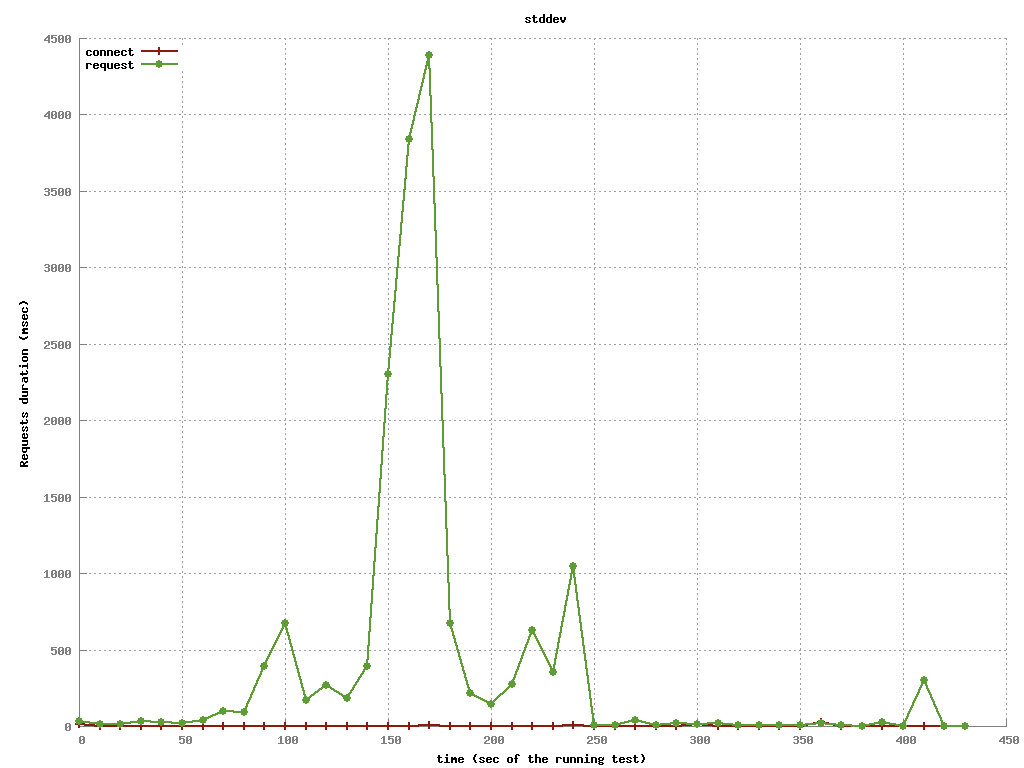 stddev
4500
connect
request
4000
3500
3000
2500
2000
1500
1000
500
0
0 50 100 150 200 250 300 350 400 450
Requests duration (msec)
time (sec of the running test)